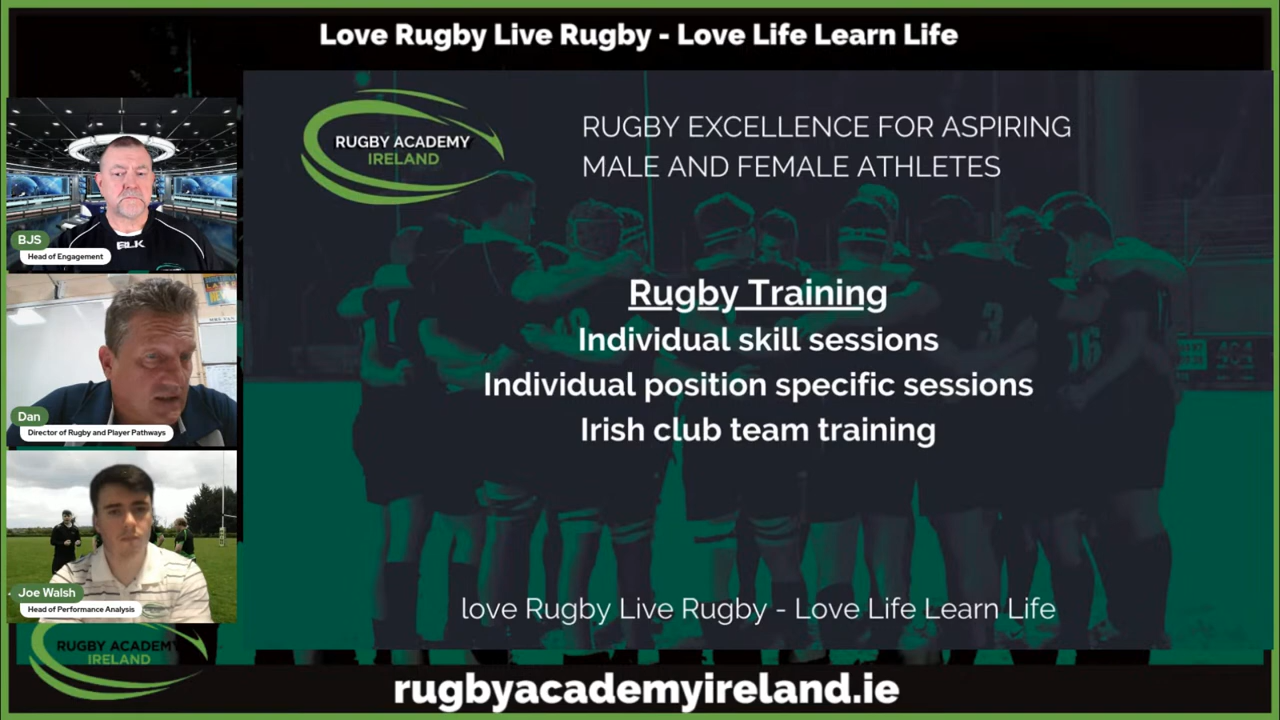 Love Rugby Live Rugby - Love Life Learn Life
RUGBY ACADEMY
IRELAND
RUGBY EXCELLENCE FOR ASPIRING
MALE AND FEMALE ATHLETES
BLK
BJS
Head of Engagement
Rugby Training
Individual skill sessions
Individual position specific sessions
Irish club team training
Dan
Director of Rugby and Player Pathways
Joe Walsh
Head of Performance Analysis
love Rugby Live Rugby - Love Life Learn Life
RUGBY ACADEMY
IRELAND
rugbyacademyireland.ie